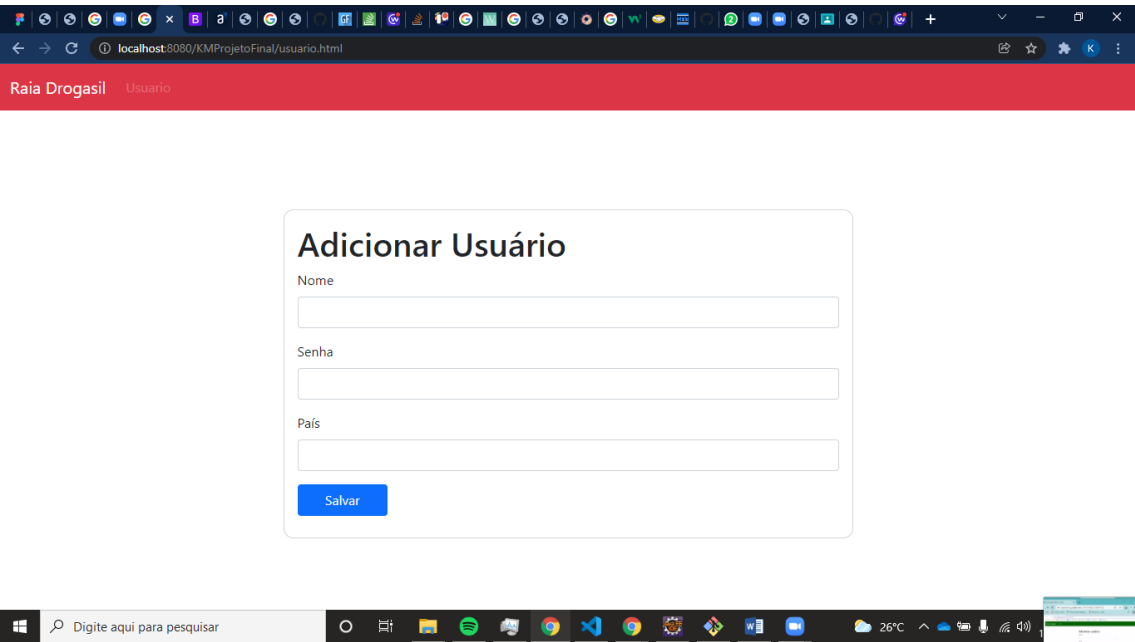 localhost:8080/KMProjetoFinal/usuario.html
K
Raia Drogasil Usuario
Adicionar Usuário
Nome
Senha
País
Salvar
Digite aqui para pesquisar
26°C